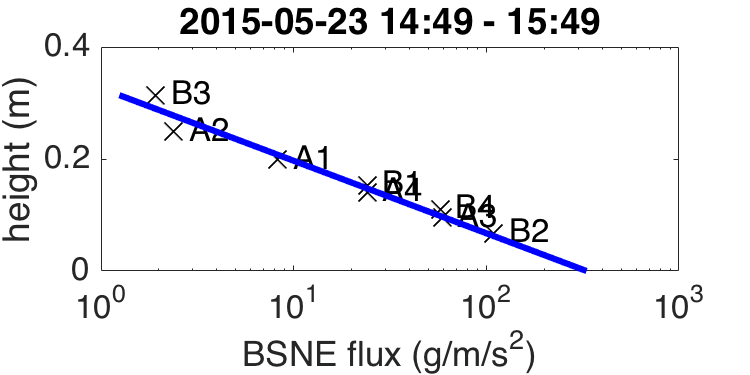 2015-05-23 14:49 - 15:49
0.4
0.2
0
height (m)
B3
A2
A1
B1
A4
B4
A3
B2
10^0
10^1
10^2
10^3
BSNE flux (g/m/s^2)